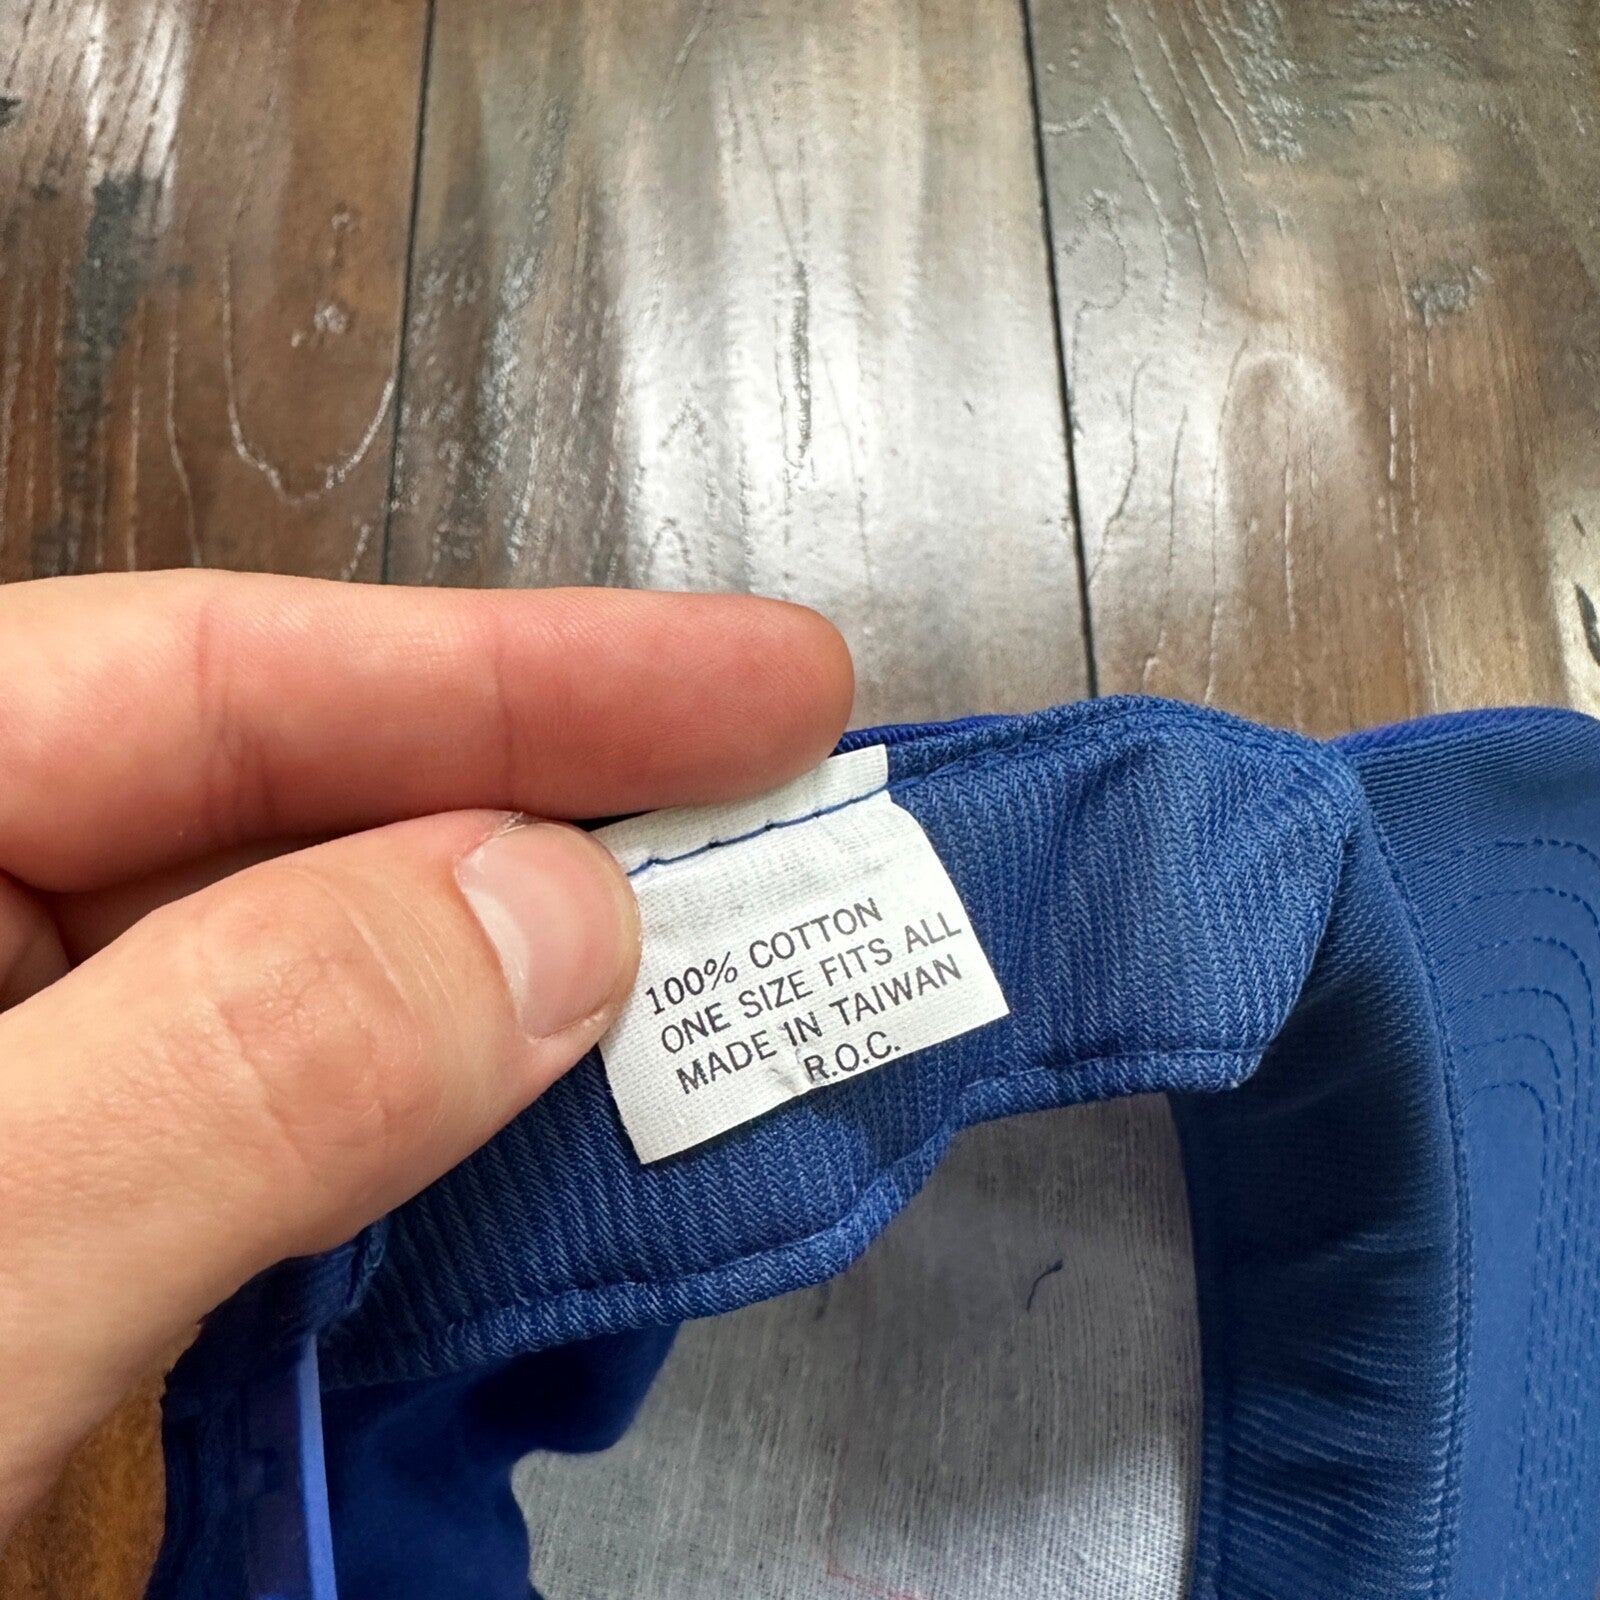 100% COTTON
ONE SIZE FITS ALL
MADE IN TAIWAN
R.O.C.